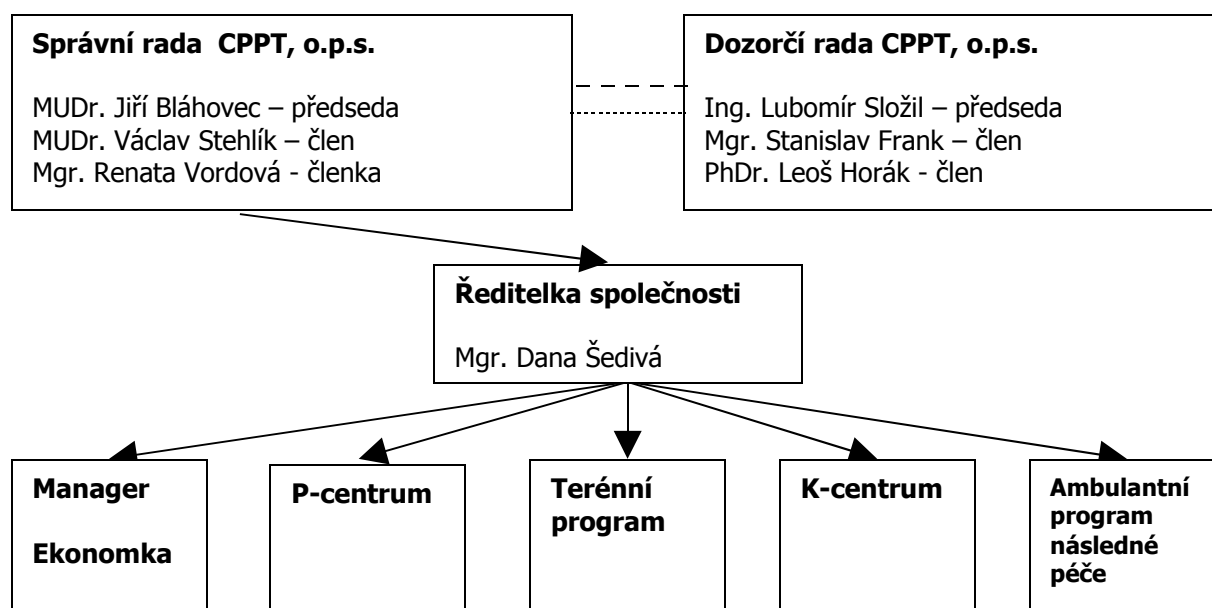 Správní rada CPPT, o.p.s.
MUDr. Jiří Bláhovec – předseda
MUDr. Václav Stehlík – člen
Mgr. Renata Vordová - členka
Dozorčí rada CPPT, o.p.s.
Ing. Lubomír Složil – předseda
Mgr. Stanislav Frank – člen
PhDr. Leoš Horák - člen
Ředitelka společnosti
Mgr. Dana Šedivá
Manager
Ekonomka
P-centrum
Terénní
program
K-centrum
Ambulantní
program
následné
péče